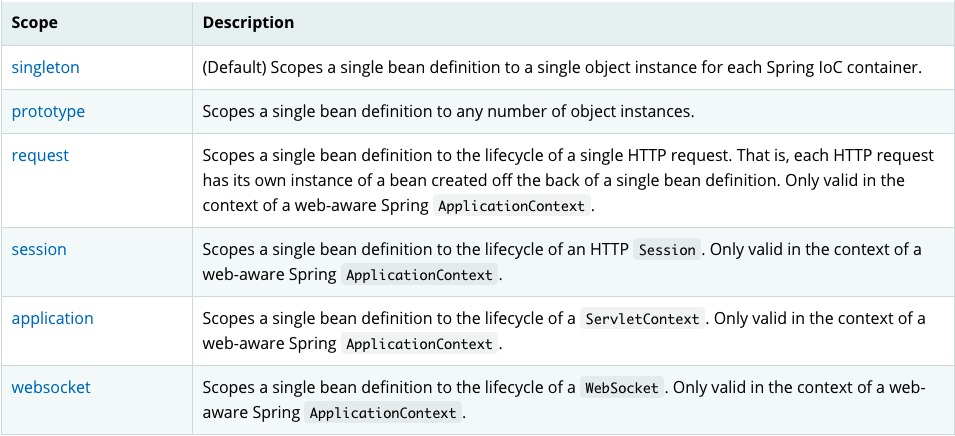 Scope Description
singleton (Default) Scopes a single bean definition to a single object instance for each Spring IoC container.
prototype Scopes a single bean definition to any number of object instances.
request Scopes a single bean definition to the lifecycle of a single HTTP request. That is, each HTTP request
has its own instance of a bean created off the back of a single bean definition. Only valid in the
context of a web-aware Spring ApplicationContext.
session Scopes a single bean definition to the lifecycle of an HTTP Session. Only valid in the context of a
web-aware Spring ApplicationContext.
application Scopes a single bean definition to the lifecycle of a ServletContext. Only valid in the context of a
web-aware Spring ApplicationContext.
websocket Scopes a single bean definition to the lifecycle of a WebSocket. Only valid in the context of a web-
aware Spring ApplicationContext.